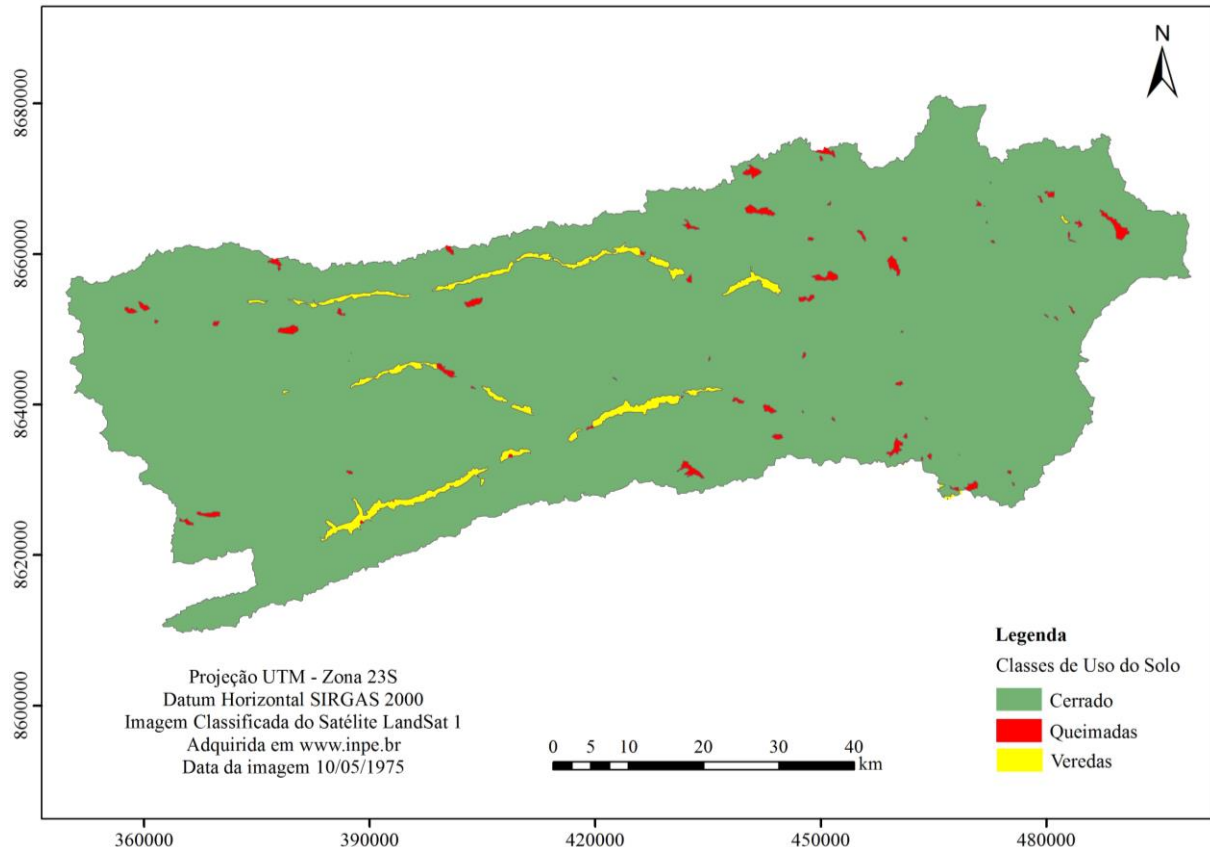 N
8680000
8660000
8640000
8620000
8600000
Legenda
Classes de Uso do Solo
Cerrado
Queimadas
Veredas
Projeção UTM - Zona 23S
Datum Horizontal SIRGAS 2000
Imagem Classificada do Satélite LandSat 1
Adquirida em www.inpe.br
Data da imagem 10/05/1975
0 5 10 20 30 40
km
360000 390000 420000 450000 480000